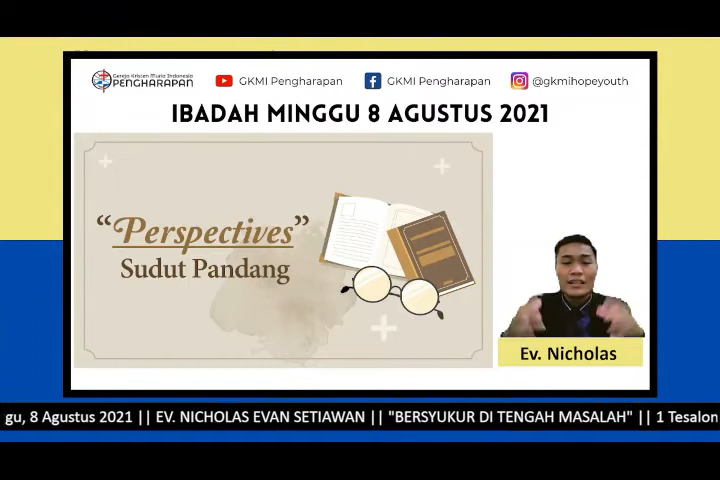 Gereja Kristen Muria Indonesia
PENGHARAPAN
GKMI Pengharapan
GKMI Pengharapan
@gkmihopeyouth
IBADAH MINGGU 8 AGUSTUS 2021
“Perspectives”
Sudut Pandang
Ev. Nicholas
gu, 8 Agustus 2021 || EV. NICHOLAS EVAN SETIAWAN || "BERSYUKUR DI TENGAH MASALAH" || 1 Tesalon